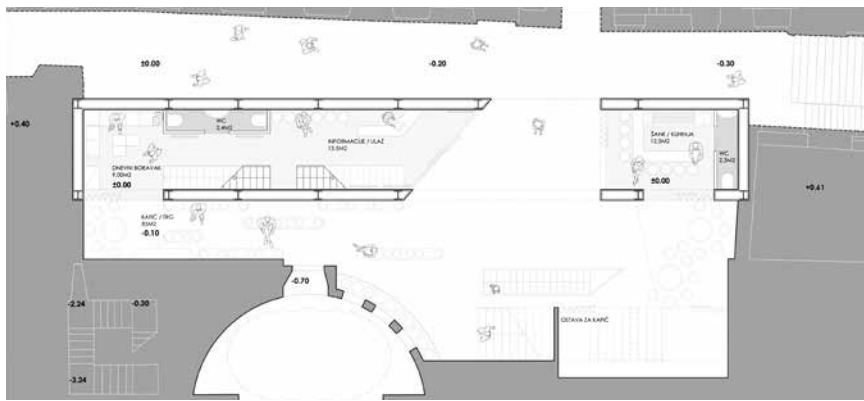 ±0.00
-0.20
-0.30
+0.40
WC
2,4M2
INFORMACIJE / ULAZ
13.5M2
ŠANK / KUHINJA
12,5M2
WC
2,5M2
DNEVNI BORAVAK
9.00M2
±0.00
±0.00
+0.61
KAFIĆ / TRG
85M2
-0.10
-0.70
-2.24
-0.30
OSTAVA ZA KAFIĆ
-3.24